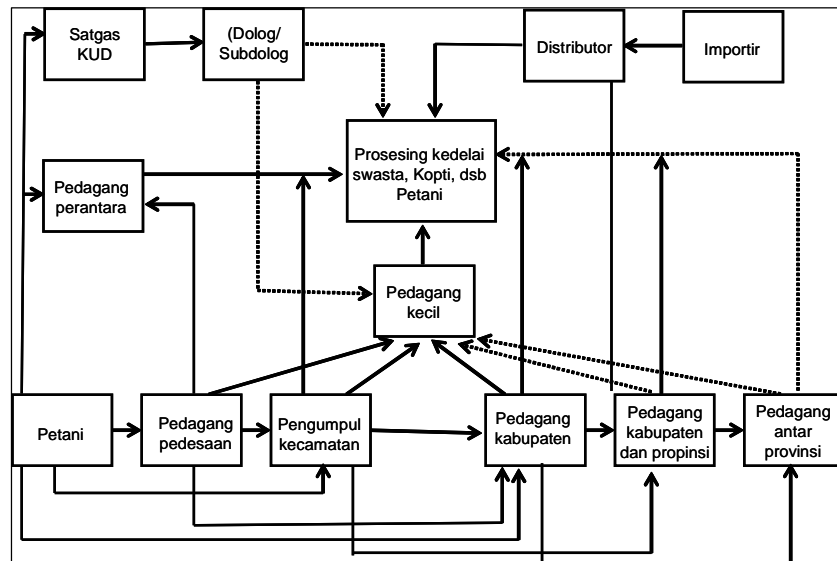 Satgas
KUD
(Dolog/
Subdolog
Distributor
Importir
Prosesing kedelai
swasta, Kopti, dsb
Petani
Pedagang
perantara
Pedagang
kecil
Petani
Pedagang
pedesaan
Pengumpul
kecamatan
Pedagang
kabupaten
Pedagang
kabupaten
dan propinsi
Pedagang
antar
provinsi